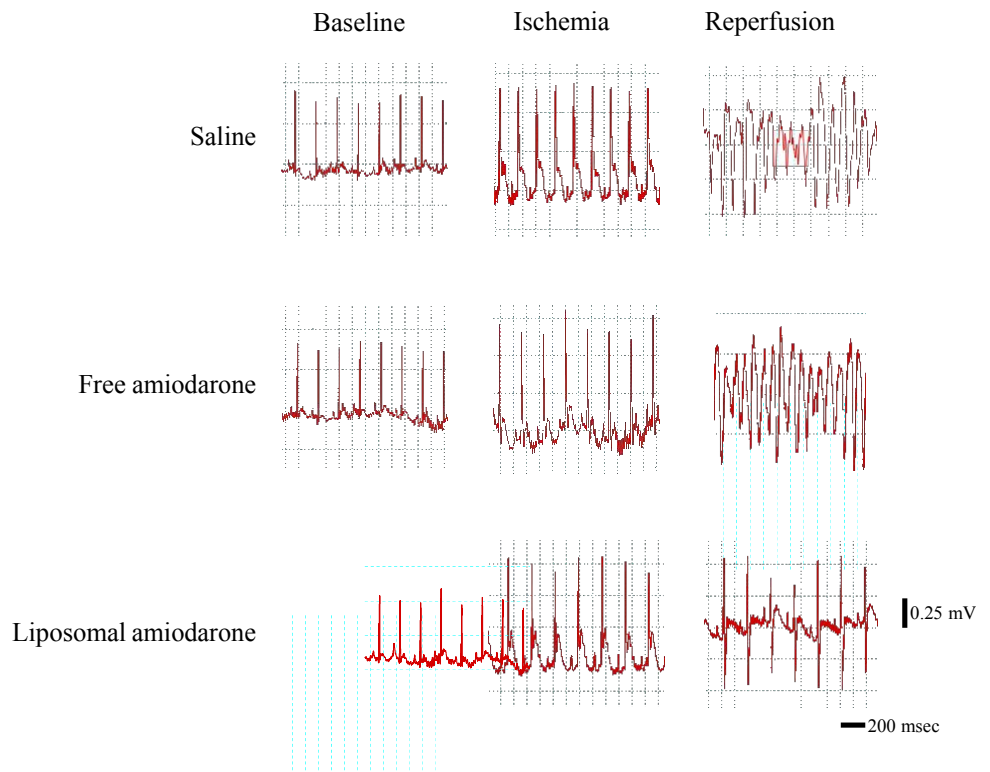 Baseline Ischemia Reperfusion
Saline
Free amiodarone
Liposomal amiodarone
0.25 mV
200 msec